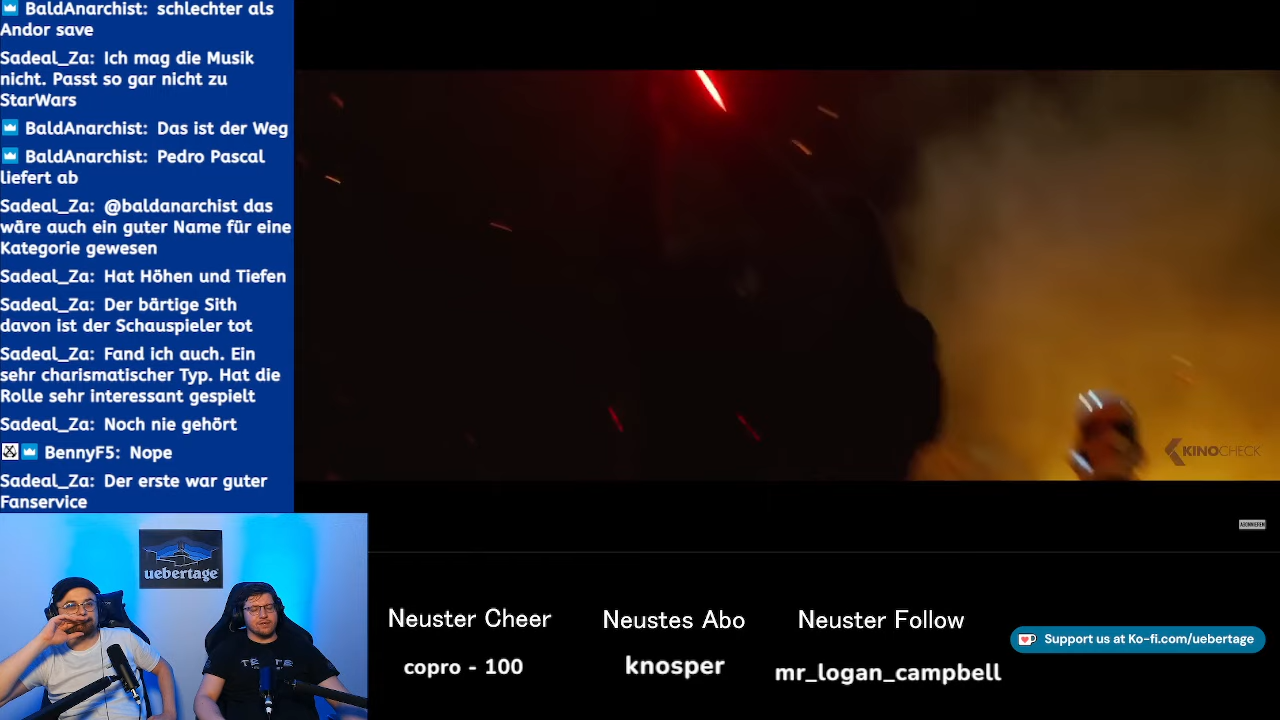 BaldAnarchist: schlechter als
Andor save
Sadeal_Za: Ich mag die Musik
nicht. Passt so gar nicht zu
StarWars
BaldAnarchist: Das ist der Weg
BaldAnarchist: Pedro Pascal
liefert ab
Sadeal_Za: @baldanarchist das
wäre auch ein guter Name für eine
Kategorie gewesen
Sadeal_Za: Hat Höhen und Tiefen
Sadeal_Za: Der bärtige Sith
davon ist der Schauspieler tot
Sadeal_Za: Fand ich auch. Ein
sehr charismatischer Typ. Hat die
Rolle sehr interessant gespielt
Sadeal_Za: Noch nie gehört
BennyF5: Nope
Sadeal_Za: Der erste war guter
Fanservice
KINOCHECK
ABONNIEREN
uebertage
Neuster Cheer
copro - 100
Neustes Abo
knosper
Neuster Follow
mr_logan_campbell
Support us at Ko-fi.com/uebertage